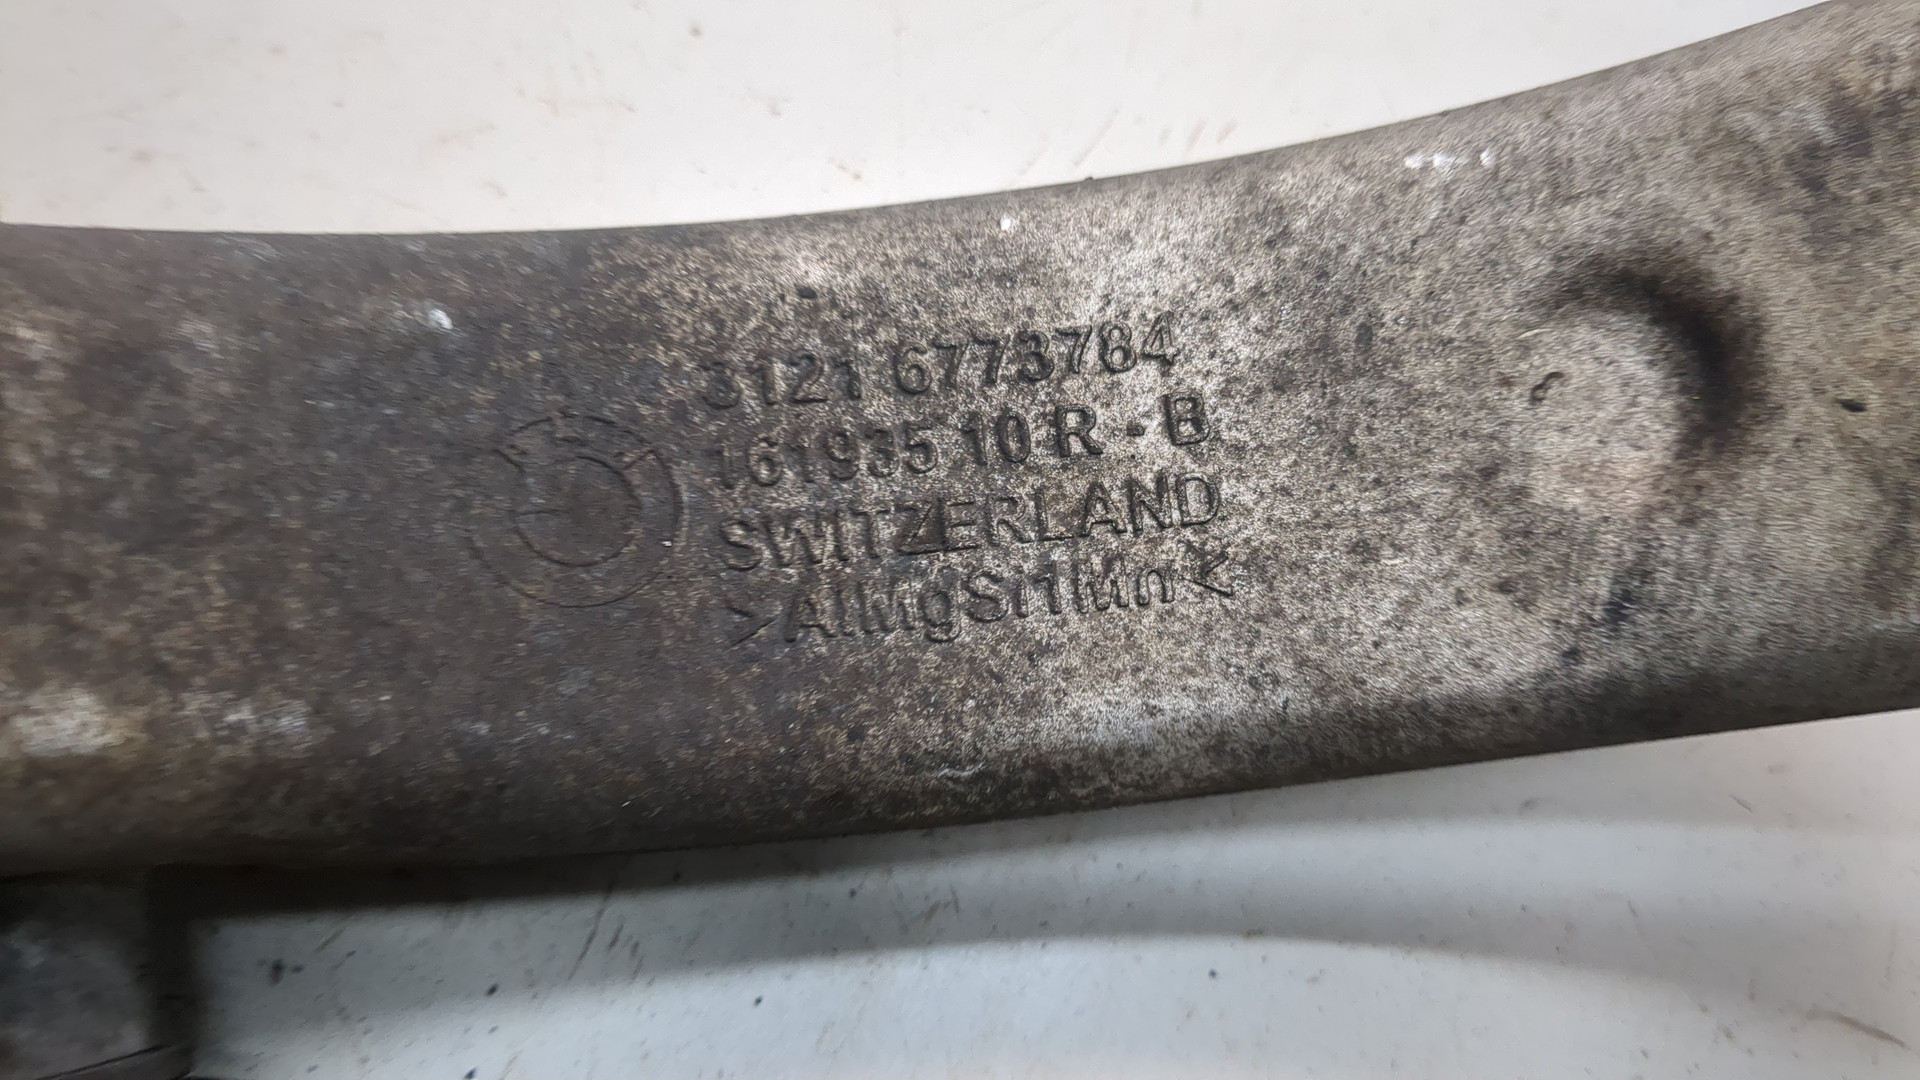 3121 6773784
161935 10 R - B
SWITZERLAND
>AlMgSi1Mn<